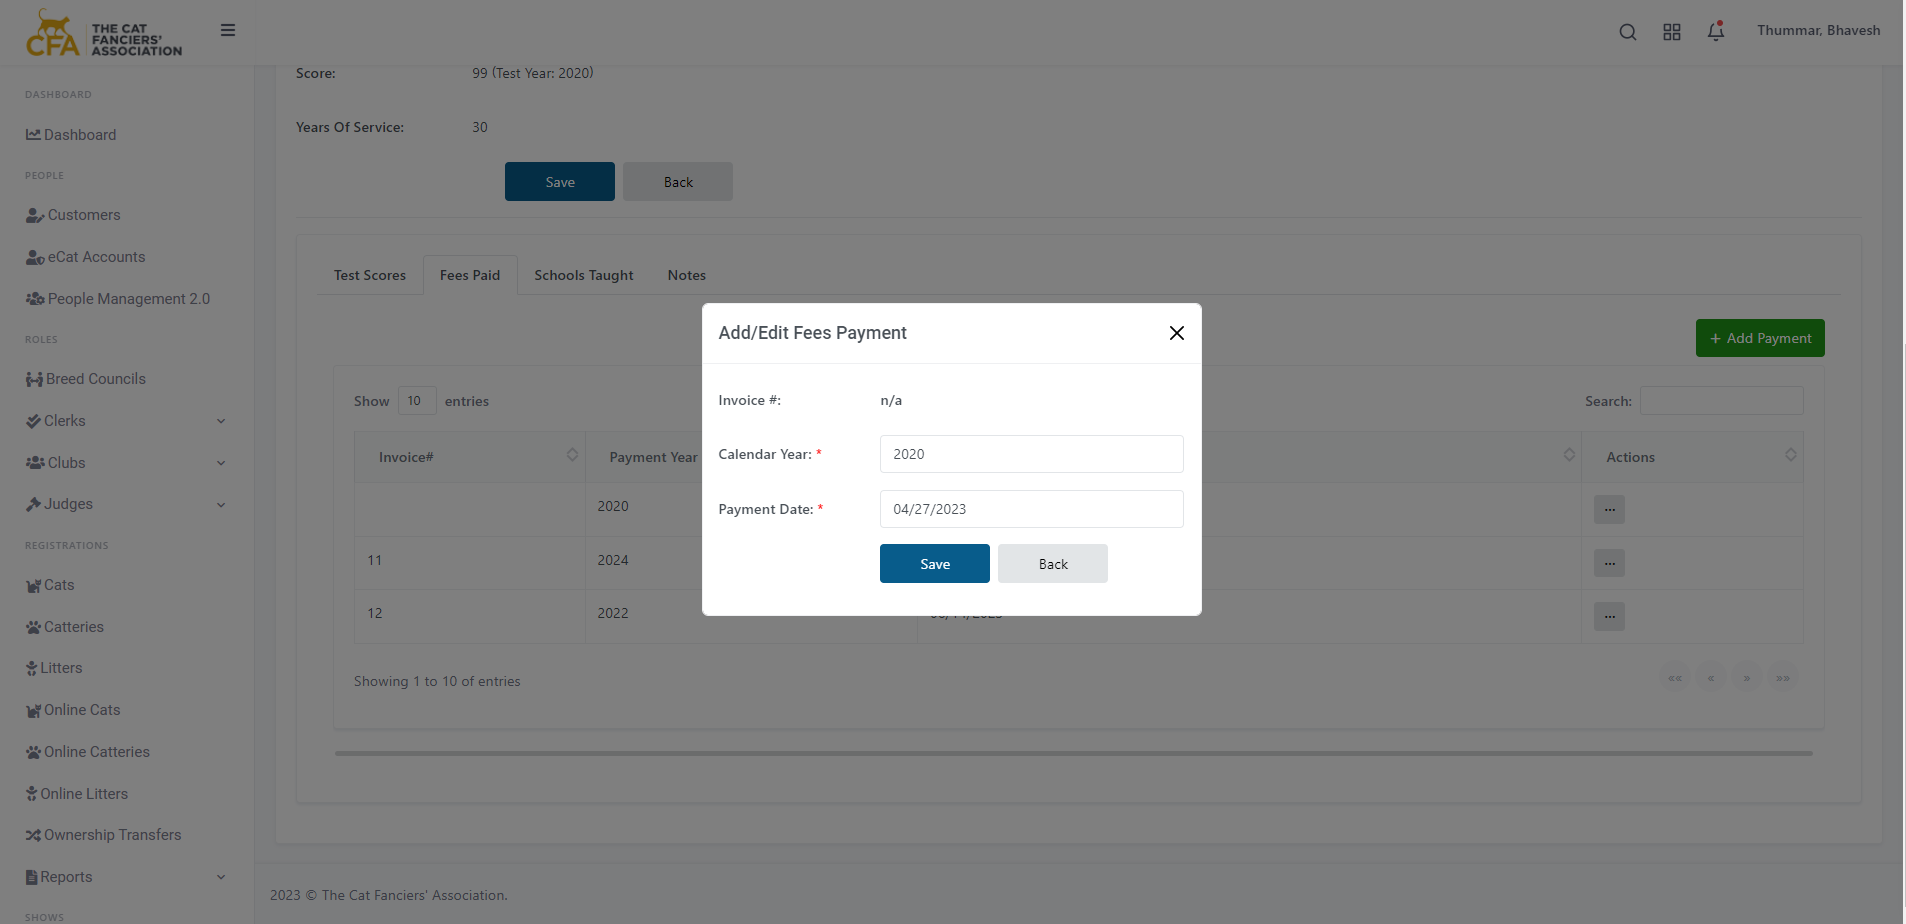 CFA THE CAT
FANCIERS'
ASSOCIATION
Thummar, Bhavesh
DASHBOARD
Dashboard
PEOPLE
Customers
eCat Accounts
People Management 2.0
ROLES
Breed Councils
Clerks
Clubs
Judges
REGISTRATIONS
Cats
Catteries
Litters
Online Cats
Online Catteries
Online Litters
Ownership Transfers
Reports
SHOWS
Score: 99 (Test Year: 2020)
Years Of Service: 30
Save Back
Test Scores Fees Paid Schools Taught Notes
+ Add Payment
Show 10 entries Search:
Invoice# Payment Year Actions
2020 ...
11 2024 ...
12 2022 ...
Showing 1 to 10 of entries «« « » »»
Add/Edit Fees Payment
Invoice #: n/a
Calendar Year: * 2020
Payment Date: * 04/27/2023
Save Back
2023 © The Cat Fanciers' Association.